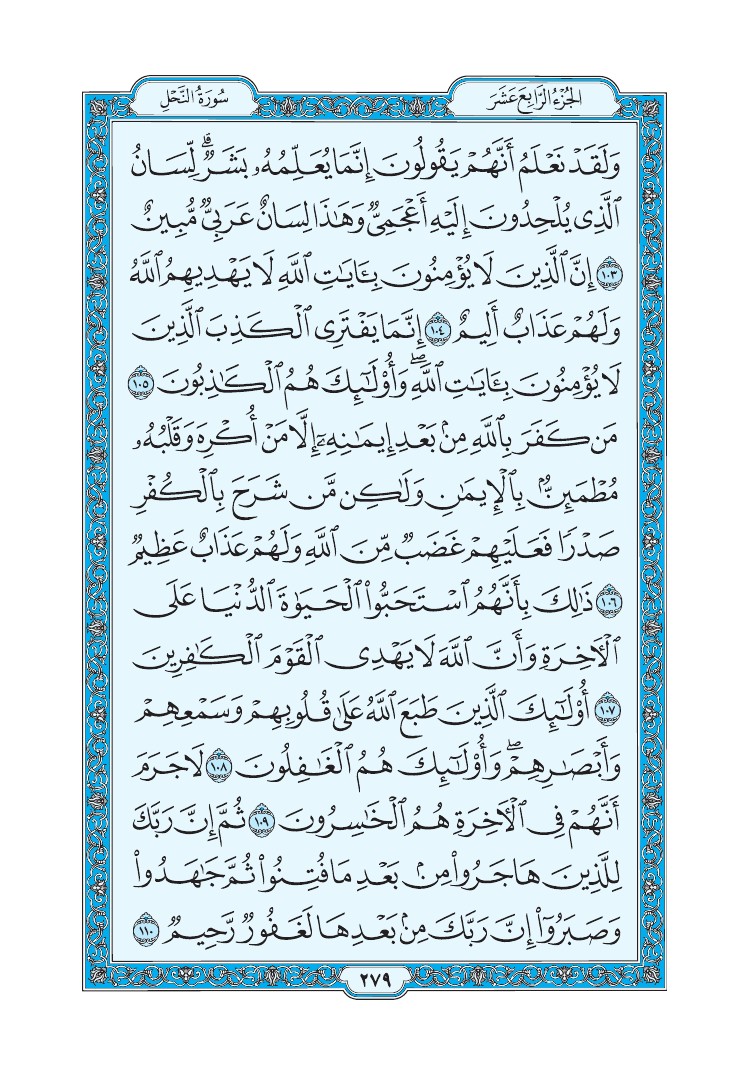 الجُزْءُ الرَّابِعَ عَشَرَ
سُورَةُ النَّحْلِ
وَلَقَدْ نَعْلَمُ أَنَّهُمْ يَقُولُونَ إِنَّمَا يُعَلِّمُهُۥ بَشَرٌۗ لِّسَانُ
ٱلَّذِى يُلْحِدُونَ إِلَيْهِ أَعْجَمِىٌّ وَهَٰذَا لِسَانٌ عَرَبِىٌّ مُّبِينٌ
١٠٣ إِنَّ ٱلَّذِينَ لَا يُؤْمِنُونَ بِـَٔايَٰتِ ٱللَّهِ لَا يَهْدِيهِمُ ٱللَّهُ
وَلَهُمْ عَذَابٌ أَلِيمٌ ١٠٤ إِنَّمَا يَفْتَرِى ٱلْكَذِبَ ٱلَّذِينَ
لَا يُؤْمِنُونَ بِـَٔايَٰتِ ٱللَّهِۖ وَأُو۟لَٰٓئِكَ هُمُ ٱلْكَٰذِبُونَ ١٠٥
مَن كَفَرَ بِٱللَّهِ مِنۢ بَعْدِ إِيمَٰنِهِۦٓ إِلَّا مَنْ أُكْرِهَ وَقَلْبُهُۥ
مُطْمَئِنٌّۢ بِٱلْإِيمَٰنِ وَلَٰكِن مَّن شَرَحَ بِٱلْكُفْرِ
صَدْرًا فَعَلَيْهِمْ غَضَبٌ مِّنَ ٱللَّهِ وَلَهُمْ عَذَابٌ عَظِيمٌ
١٠٦ ذَٰلِكَ بِأَنَّهُمُ ٱسْتَحَبُّوا۟ ٱلْحَيَوٰةَ ٱلدُّنْيَا عَلَى
ٱلْأَخِرَةِ وَأَنَّ ٱللَّهَ لَا يَهْدِى ٱلْقَوْمَ ٱلْكَٰفِرِينَ
١٠٧ أُو۟لَٰٓئِكَ ٱلَّذِينَ طَبَعَ ٱللَّهُ عَلَىٰ قُلُوبِهِمْ وَسَمْعِهِمْ
وَأَبْصَٰرِهِمْۖ وَأُو۟لَٰٓئِكَ هُمُ ٱلْغَٰفِلُونَ ١٠٨ لَا جَرَمَ
أَنَّهُمْ فِى ٱلْأَخِرَةِ هُمُ ٱلْخَٰسِرُونَ ١٠٩ ثُمَّ إِنَّ رَبَّكَ
لِلَّذِينَ هَاجَرُوا۟ مِنۢ بَعْدِ مَا فُتِنُوا۟ ثُمَّ جَٰهَدُوا۟
وَصَبَرُوٓا۟ إِنَّ رَبَّكَ مِنۢ بَعْدِهَا لَغَفُورٌ رَّحِيمٌ ١١٠
٢٧٩